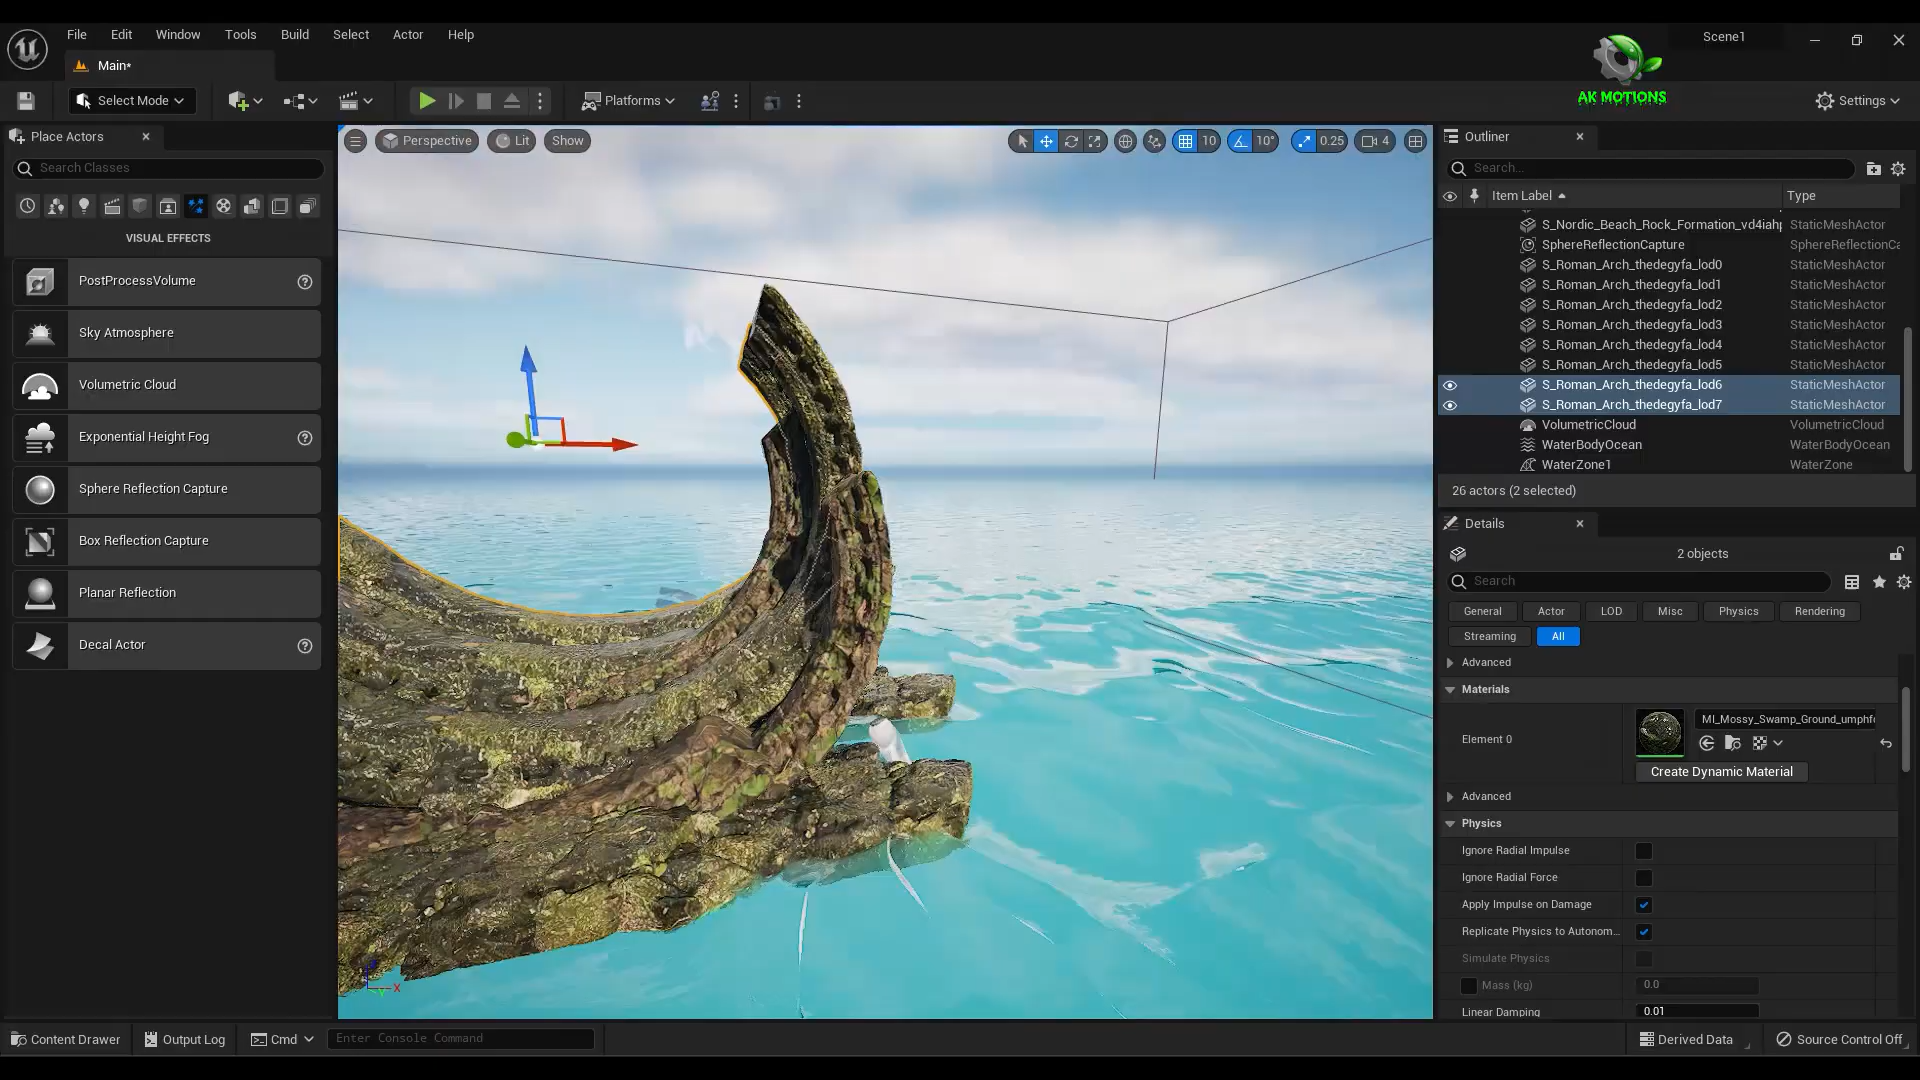 File Edit Window Tools Build Select Actor Help
Scene1
Main*
AK MOTIONS
Select Mode
Platforms
Settings
Place Actors
Search Classes
VISUAL EFFECTS
PostProcessVolume
Sky Atmosphere
Volumetric Cloud
Exponential Height Fog
Sphere Reflection Capture
Box Reflection Capture
Planar Reflection
Decal Actor
Perspective Lit Show
10 10° 0.25 4
X
Outliner
Search...
Item Label Type
S_Nordic_Beach_Rock_Formation_vd4iahp StaticMeshActor
SphereReflectionCapture SphereReflectionCa
S_Roman_Arch_thedegyfa_lod0 StaticMeshActor
S_Roman_Arch_thedegyfa_lod1 StaticMeshActor
S_Roman_Arch_thedegyfa_lod2 StaticMeshActor
S_Roman_Arch_thedegyfa_lod3 StaticMeshActor
S_Roman_Arch_thedegyfa_lod4 StaticMeshActor
S_Roman_Arch_thedegyfa_lod5 StaticMeshActor
S_Roman_Arch_thedegyfa_lod6 StaticMeshActor
S_Roman_Arch_thedegyfa_lod7 StaticMeshActor
VolumetricCloud VolumetricCloud
WaterBodyOcean WaterBodyOcean
WaterZone1 WaterZone
26 actors (2 selected)
Details
2 objects
Search
General Actor LOD Misc Physics Rendering
Streaming All
Advanced
Materials
Element 0
MI_Mossy_Swamp_Ground_umphf
Create Dynamic Material
Advanced
Physics
Ignore Radial Impulse
Ignore Radial Force
Apply Impulse on Damage
Replicate Physics to Autonom...
Simulate Physics
Mass (kg) 0.0
Linear Damping 0.01
Content Drawer Output Log Cmd Enter Console Command
Derived Data Source Control Off